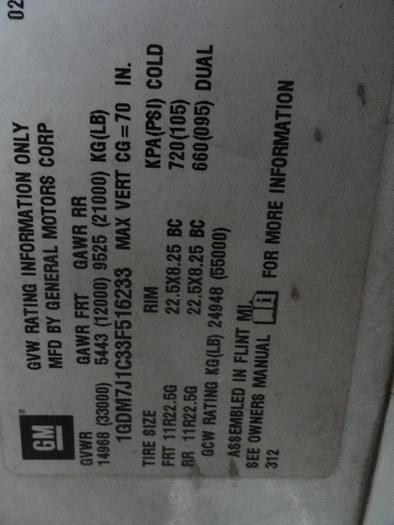 02
GVW RATING INFORMATION ONLY
MFD BY GENERAL MOTORS CORP
GM
GVWR GAWR FRT GAWR RR
14968 (33000) 5443 (12000) 9525 (21000) KG(LB)
1GDM7J1C33F516233 MAX VERT CG=70 IN.
TIRE SIZE RIM KPA(PSI) COLD
FRT 11R22.5G 22.5X8.25 BC 720(105)
RR 11R22.5G 22.5X8.25 BC 660(095) DUAL
GCW RATING KG(LB) 24948 (55000)
ASSEMBLED IN FLINT MI.
SEE OWNERS MANUAL i FOR MORE INFORMATION
312